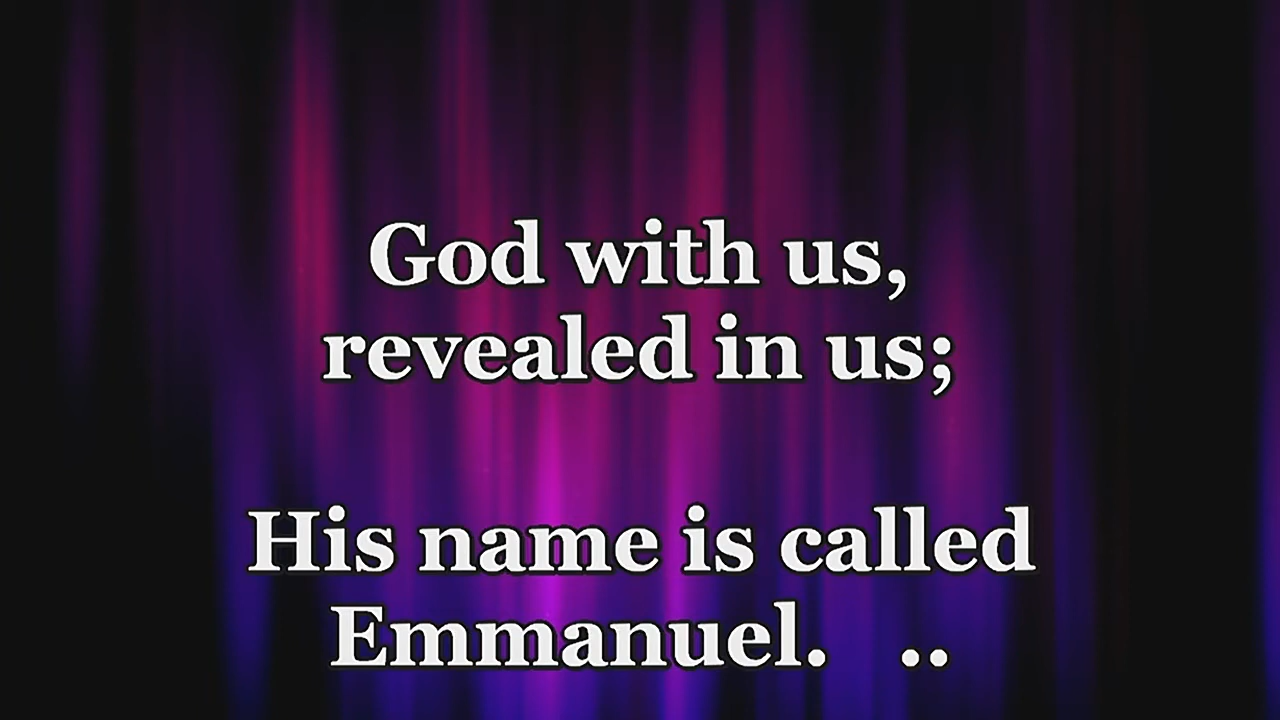 God with us,
revealed in us;
His name is called
Emmanuel.   ..